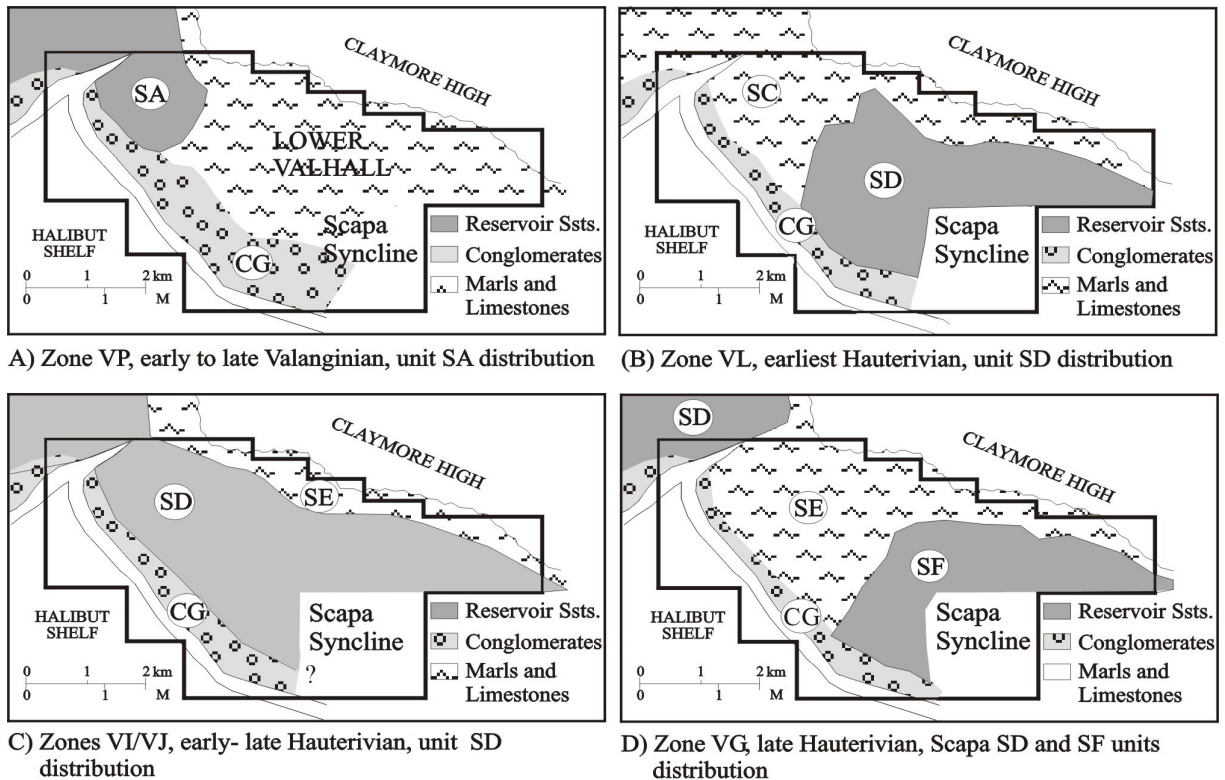 CLAYMORE HIGH
SA
LOWER
VALHALL
Scapa
Syncline
CG
HALIBUT
SHELF
Reservoir Ssts.
Conglomerates
Marls and
Limestones
0 1 2 km
0 1 M
A) Zone VP, early to late Valanginian, unit SA distribution
CLAYMORE HIGH
SC
SD
CG
Scapa
Syncline
HALIBUT
SHELF
Reservoir Ssts.
Conglomerates
Marls and
Limestones
0 1 2 km
0 1 M
(B) Zone VL, earliest Hauterivian, unit SD distribution
CLAYMORE HIGH
SD
SE
CG
Scapa
Syncline
?
HALIBUT
SHELF
Reservoir Ssts.
Conglomerates
Marls and
Limestones
0 1 2 km
0 1 M
C) Zones VI/VJ, early- late Hauterivian, unit SD
distribution
SD
CLAYMORE HIGH
SE
SF
CG
Scapa
Syncline
HALIBUT
SHELF
Reservoir Ssts.
Conglomerates
Marls and
Limestones
0 1 2 km
0 1 M
D) Zone VG, late Hauterivian, Scapa SD and SF units
distribution